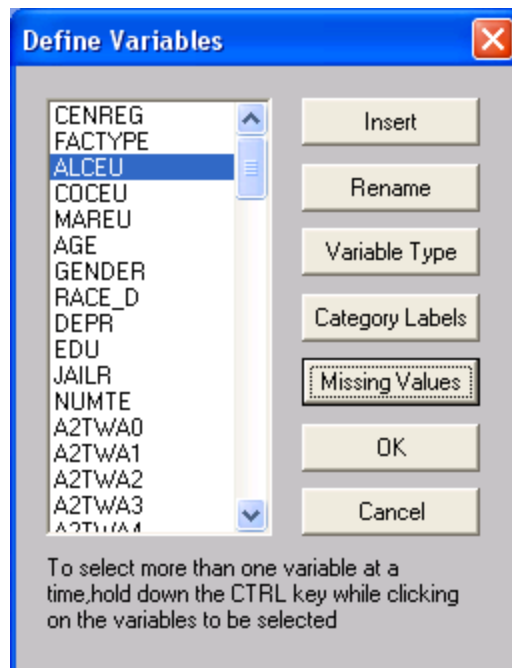 Define Variables
CENREG
FACTYPE
ALCEU
COCEU
MAREU
AGE
GENDER
RACE_D
DEPR
EDU
JAILR
NUMTE
A2TWA0
A2TWA1
A2TWA2
A2TWA3
A2TWA4
Insert
Rename
Variable Type
Category Labels
Missing Values
OK
Cancel
To select more than one variable at a
time,hold down the CTRL key while clicking
on the variables to be selected